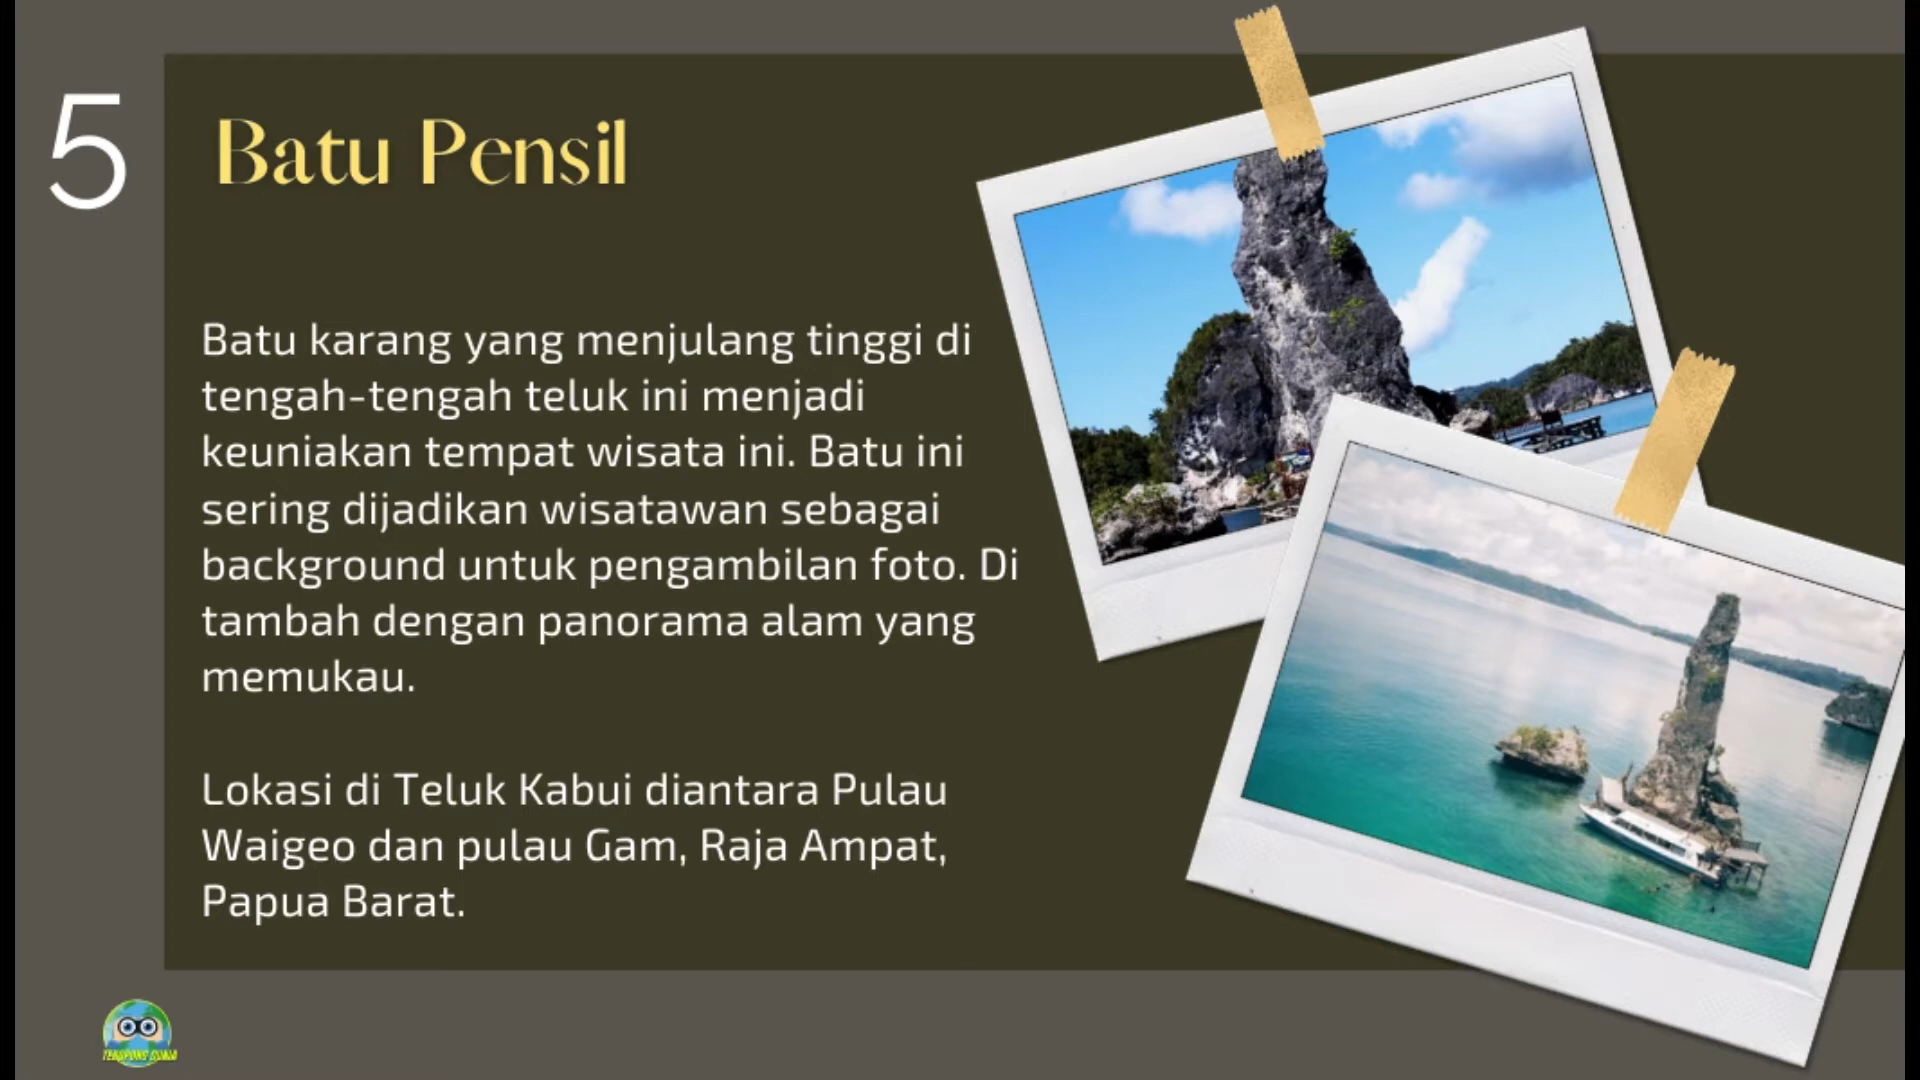 5
Batu Pensil
Batu karang yang menjulang tinggi di
tengah-tengah teluk ini menjadi
keuniakan tempat wisata ini. Batu ini
sering dijadikan wisatawan sebagai
background untuk pengambilan foto. Di
tambah dengan panorama alam yang
memukau.
Lokasi di Teluk Kabui diantara Pulau
Waigeo dan pulau Gam, Raja Ampat,
Papua Barat.